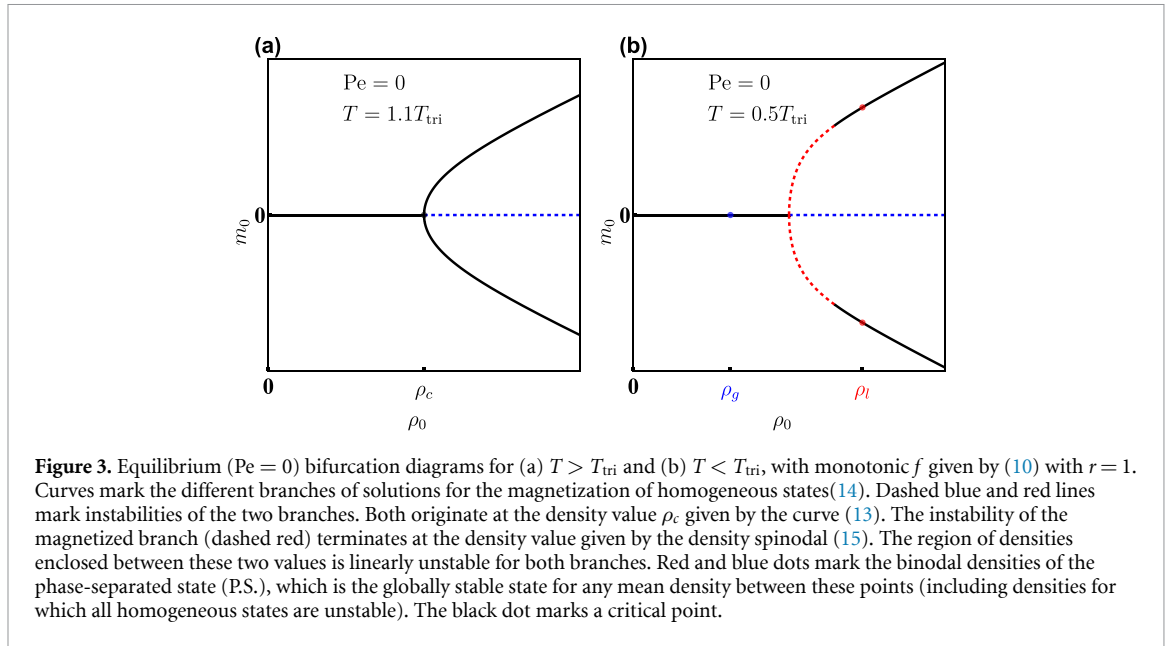 (a)
Pe = 0
T = 1.1T_tri
m_0
0
0
ρ_c
ρ_0
(b)
Pe = 0
T = 0.5T_tri
m_0
0
0
ρ_g
ρ_l
ρ_0
Figure 3. Equilibrium (Pe = 0) bifurcation diagrams for (a) T > T_tri and (b) T < T_tri, with monotonic f given by (10) with r = 1.
Curves mark the different branches of solutions for the magnetization of homogeneous states(14). Dashed blue and red lines
mark instabilities of the two branches. Both originate at the density value ρ_c given by the curve (13). The instability of the
magnetized branch (dashed red) terminates at the density value given by the density spinodal (15). The region of densities
enclosed between these two values is linearly unstable for both branches. Red and blue dots mark the binodal densities of the
phase-separated state (P.S.), which is the globally stable state for any mean density between these points (including densities for
which all homogeneous states are unstable). The black dot marks a critical point.